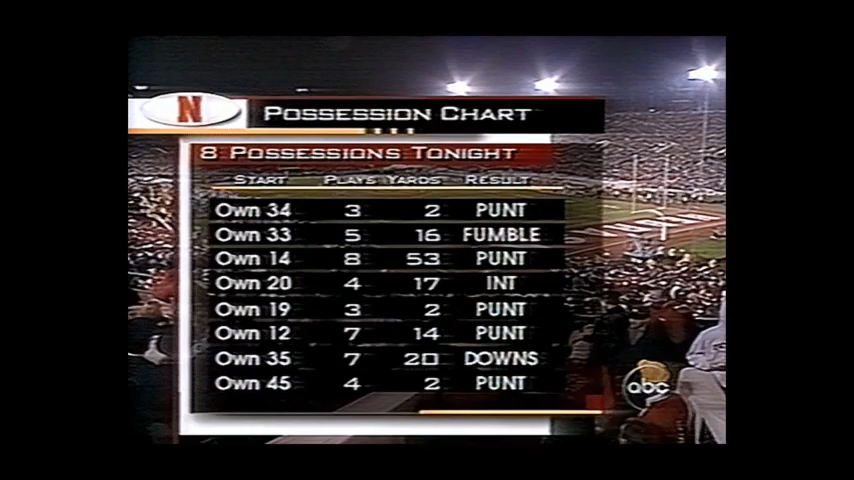 N
POSSESSION CHART
8 POSSESSIONS TONIGHT
START PLAYS YARDS RESULT
Own 34 3 2 PUNT
Own 33 5 16 FUMBLE
Own 14 8 53 PUNT
Own 20 4 17 INT
Own 19 3 2 PUNT
Own 12 7 14 PUNT
Own 35 7 20 DOWNS
Own 45 4 2 PUNT
abc